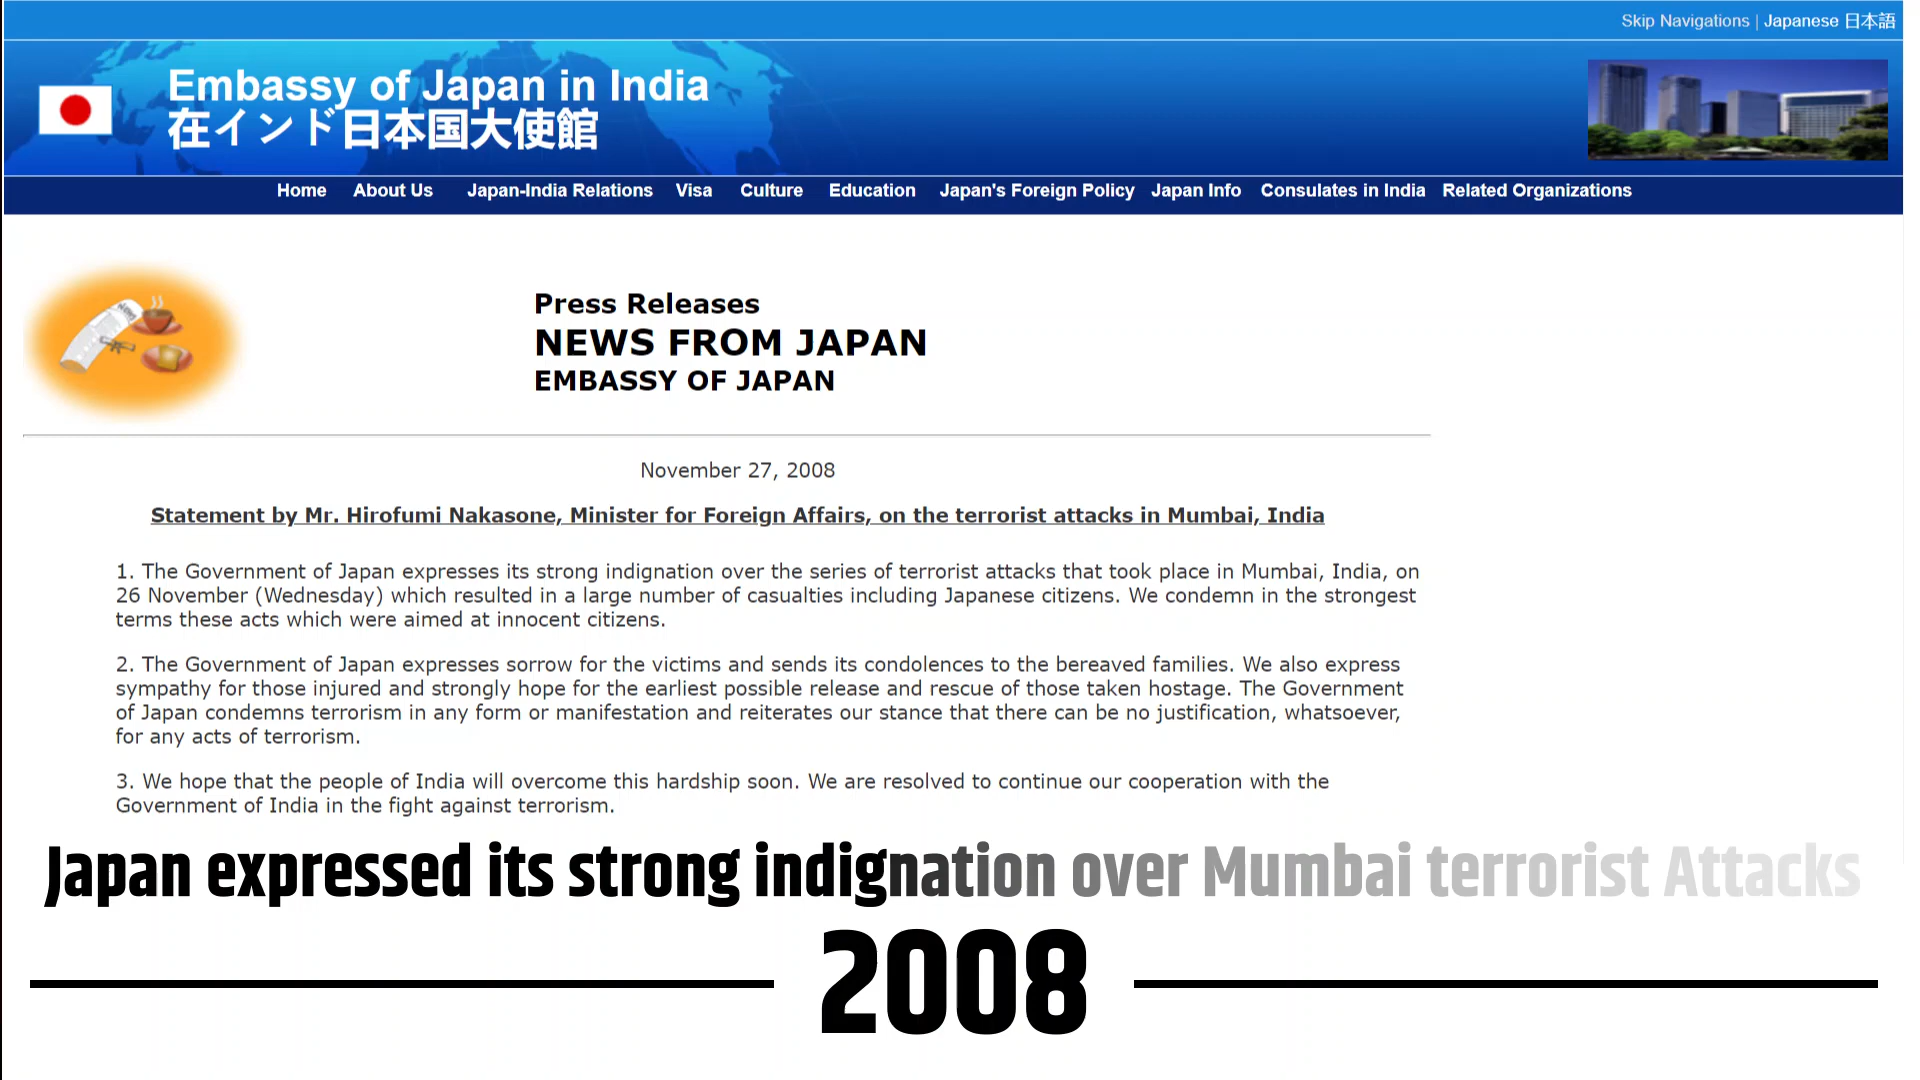 Skip Navigations | Japanese 日本語
Embassy of Japan in India
在インド日本国大使館
Home About Us Japan-India Relations Visa Culture Education Japan's Foreign Policy Japan Info Consulates in India Related Organizations
Press Releases
NEWS FROM JAPAN
EMBASSY OF JAPAN
November 27, 2008
Statement by Mr. Hirofumi Nakasone, Minister for Foreign Affairs, on the terrorist attacks in Mumbai, India
1. The Government of Japan expresses its strong indignation over the series of terrorist attacks that took place in Mumbai, India, on
26 November (Wednesday) which resulted in a large number of casualties including Japanese citizens. We condemn in the strongest
terms these acts which were aimed at innocent citizens.
2. The Government of Japan expresses sorrow for the victims and sends its condolences to the bereaved families. We also express
sympathy for those injured and strongly hope for the earliest possible release and rescue of those taken hostage. The Government
of Japan condemns terrorism in any form or manifestation and reiterates our stance that there can be no justification, whatsoever,
for any acts of terrorism.
3. We hope that the people of India will overcome this hardship soon. We are resolved to continue our cooperation with the
Government of India in the fight against terrorism.
Japan expressed its strong indignation over Mumbai terrorist Attacks
2008